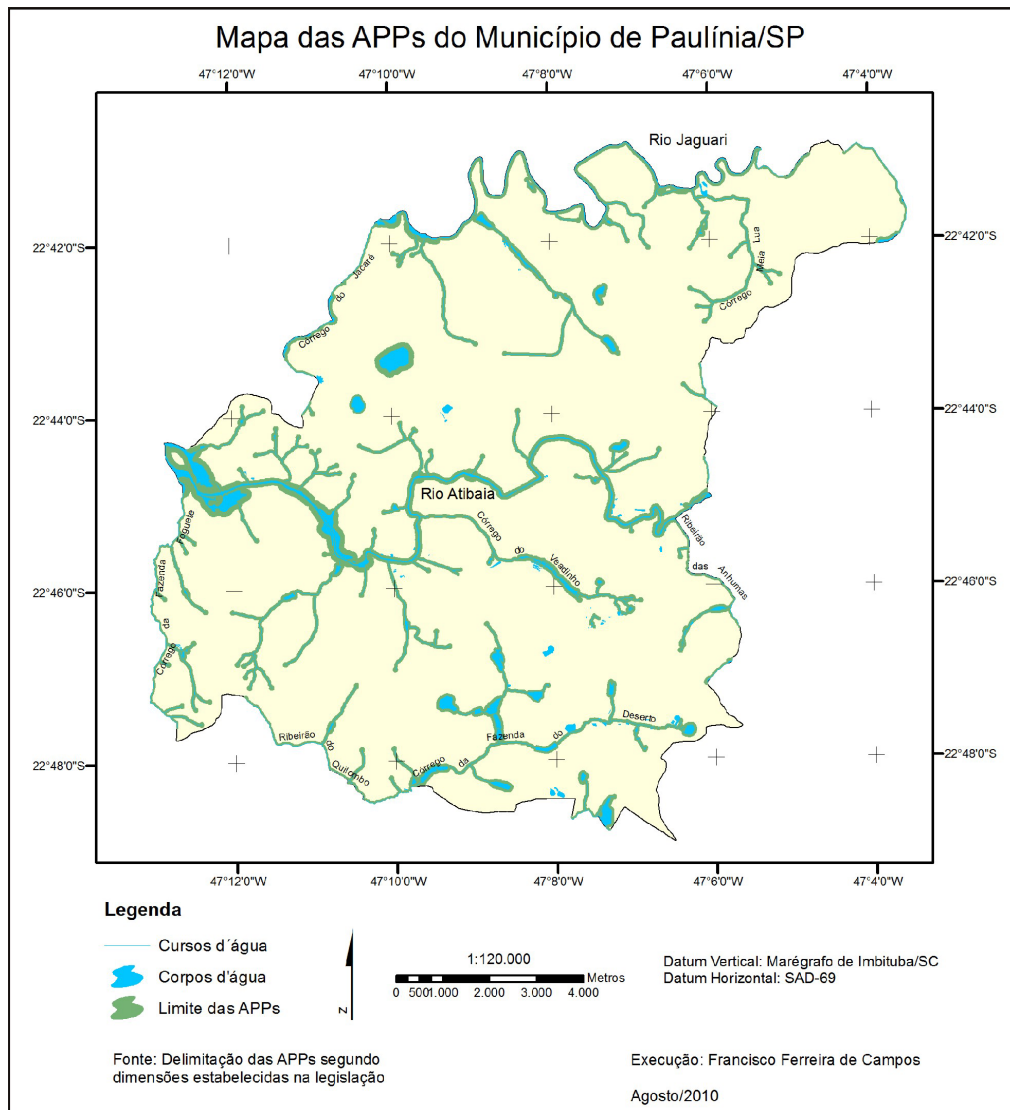 Mapa das APPs do Município de Paulínia/SP
47°12'0"W 47°10'0"W 47°8'0"W 47°6'0"W 47°4'0"W
Rio Jaguari
22°42'0"S 22°42'0"S
Córrego do Jacaré
Córrego Meia Lua
22°44'0"S 22°44'0"S
Rio Atibaia
Córrego do Veadinho
Ribeirão das Anhumas
Córrego da Fazenda Foguete
22°46'0"S 22°46'0"S
Ribeirão do Quilombo
Córrego da Fazenda do Deserto
22°48'0"S 22°48'0"S
47°12'0"W 47°10'0"W 47°8'0"W 47°6'0"W 47°4'0"W
Legenda
Cursos d´água
Corpos d'água
Limite das APPs
N
1:120.000
Metros
0 500 1.000 2.000 3.000 4.000
Datum Vertical: Marégrafo de Imbituba/SC
Datum Horizontal: SAD-69
Fonte: Delimitação das APPs segundo
dimensões estabelecidas na legislação
Execução: Francisco Ferreira de Campos
Agosto/2010